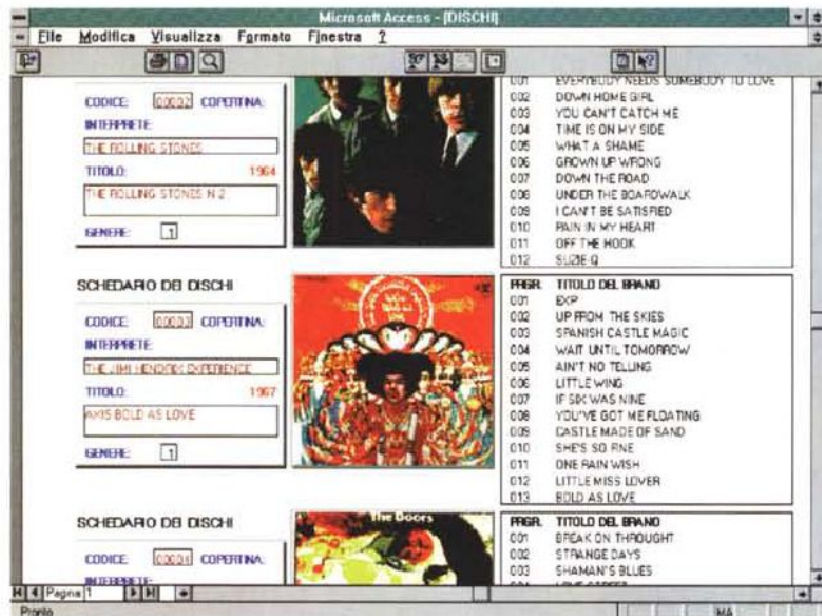 Microsoft Access - [DISCHI]
File Modifica Visualizza Formato Finestra ?
CODICE: 00002 COPERTINA:
INTERPRETE:
THE ROLLING STONES
TITOLO: 1964
THE ROLLING STONES N 2
GENERE: 1
001 EVERYBODY NEEDS SOMEBODY TO LOVE
002 DOWN HOME GIRL
003 YOU CAN'T CATCH ME
004 TIME IS ON MY SIDE
005 WHAT A SHAME
006 GROWN UP WRONG
007 DOWN THE ROAD
008 UNDER THE BOARDWALK
009 I CAN'T BE SATISFIED
010 PAIN IN MY HEART
011 OFF THE HOOK
012 SUZIE-Q
SCHEDARIO DEI DISCHI
CODICE: 00003 COPERTINA:
INTERPRETE:
THE JIMI HENDRIX EXPERIENCE
TITOLO: 1967
AXIS BOLD AS LOVE
GENERE: 1
PRGR. TITOLO DEL BRANO
001 EXP
002 UP FROM THE SKIES
003 SPANISH CASTLE MAGIC
004 WAIT UNTIL TOMORROW
005 AIN'T NO TELLING
006 LITTLE WING
007 IF SIX WAS NINE
008 YOU'VE GOT ME FLOATING
009 CASTLE MADE OF SAND
010 SHE'S SO FINE
011 ONE RAIN WISH
012 LITTLE MISS LOVER
013 BOLD AS LOVE
SCHEDARIO DEI DISCHI
CODICE: 00004 COPERTINA:
INTERPRETE:
The Doors
PRGR. TITOLO DEL BRANO
001 BREAK ON THROUGHT
002 STRANGE DAYS
003 SHAMAN'S BLUES
004 LOVE STREET
Pagina 1
Pronto MA